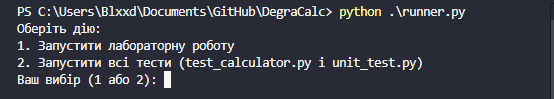 PS C:\Users\Blxxd\Documents\GitHub\DegraCalc> python .\runner.py
Оберіть дію:
1. Запустити лабораторну роботу
2. Запустити всі тести (test_calculator.py і unit_test.py)
Ваш вибір (1 або 2):